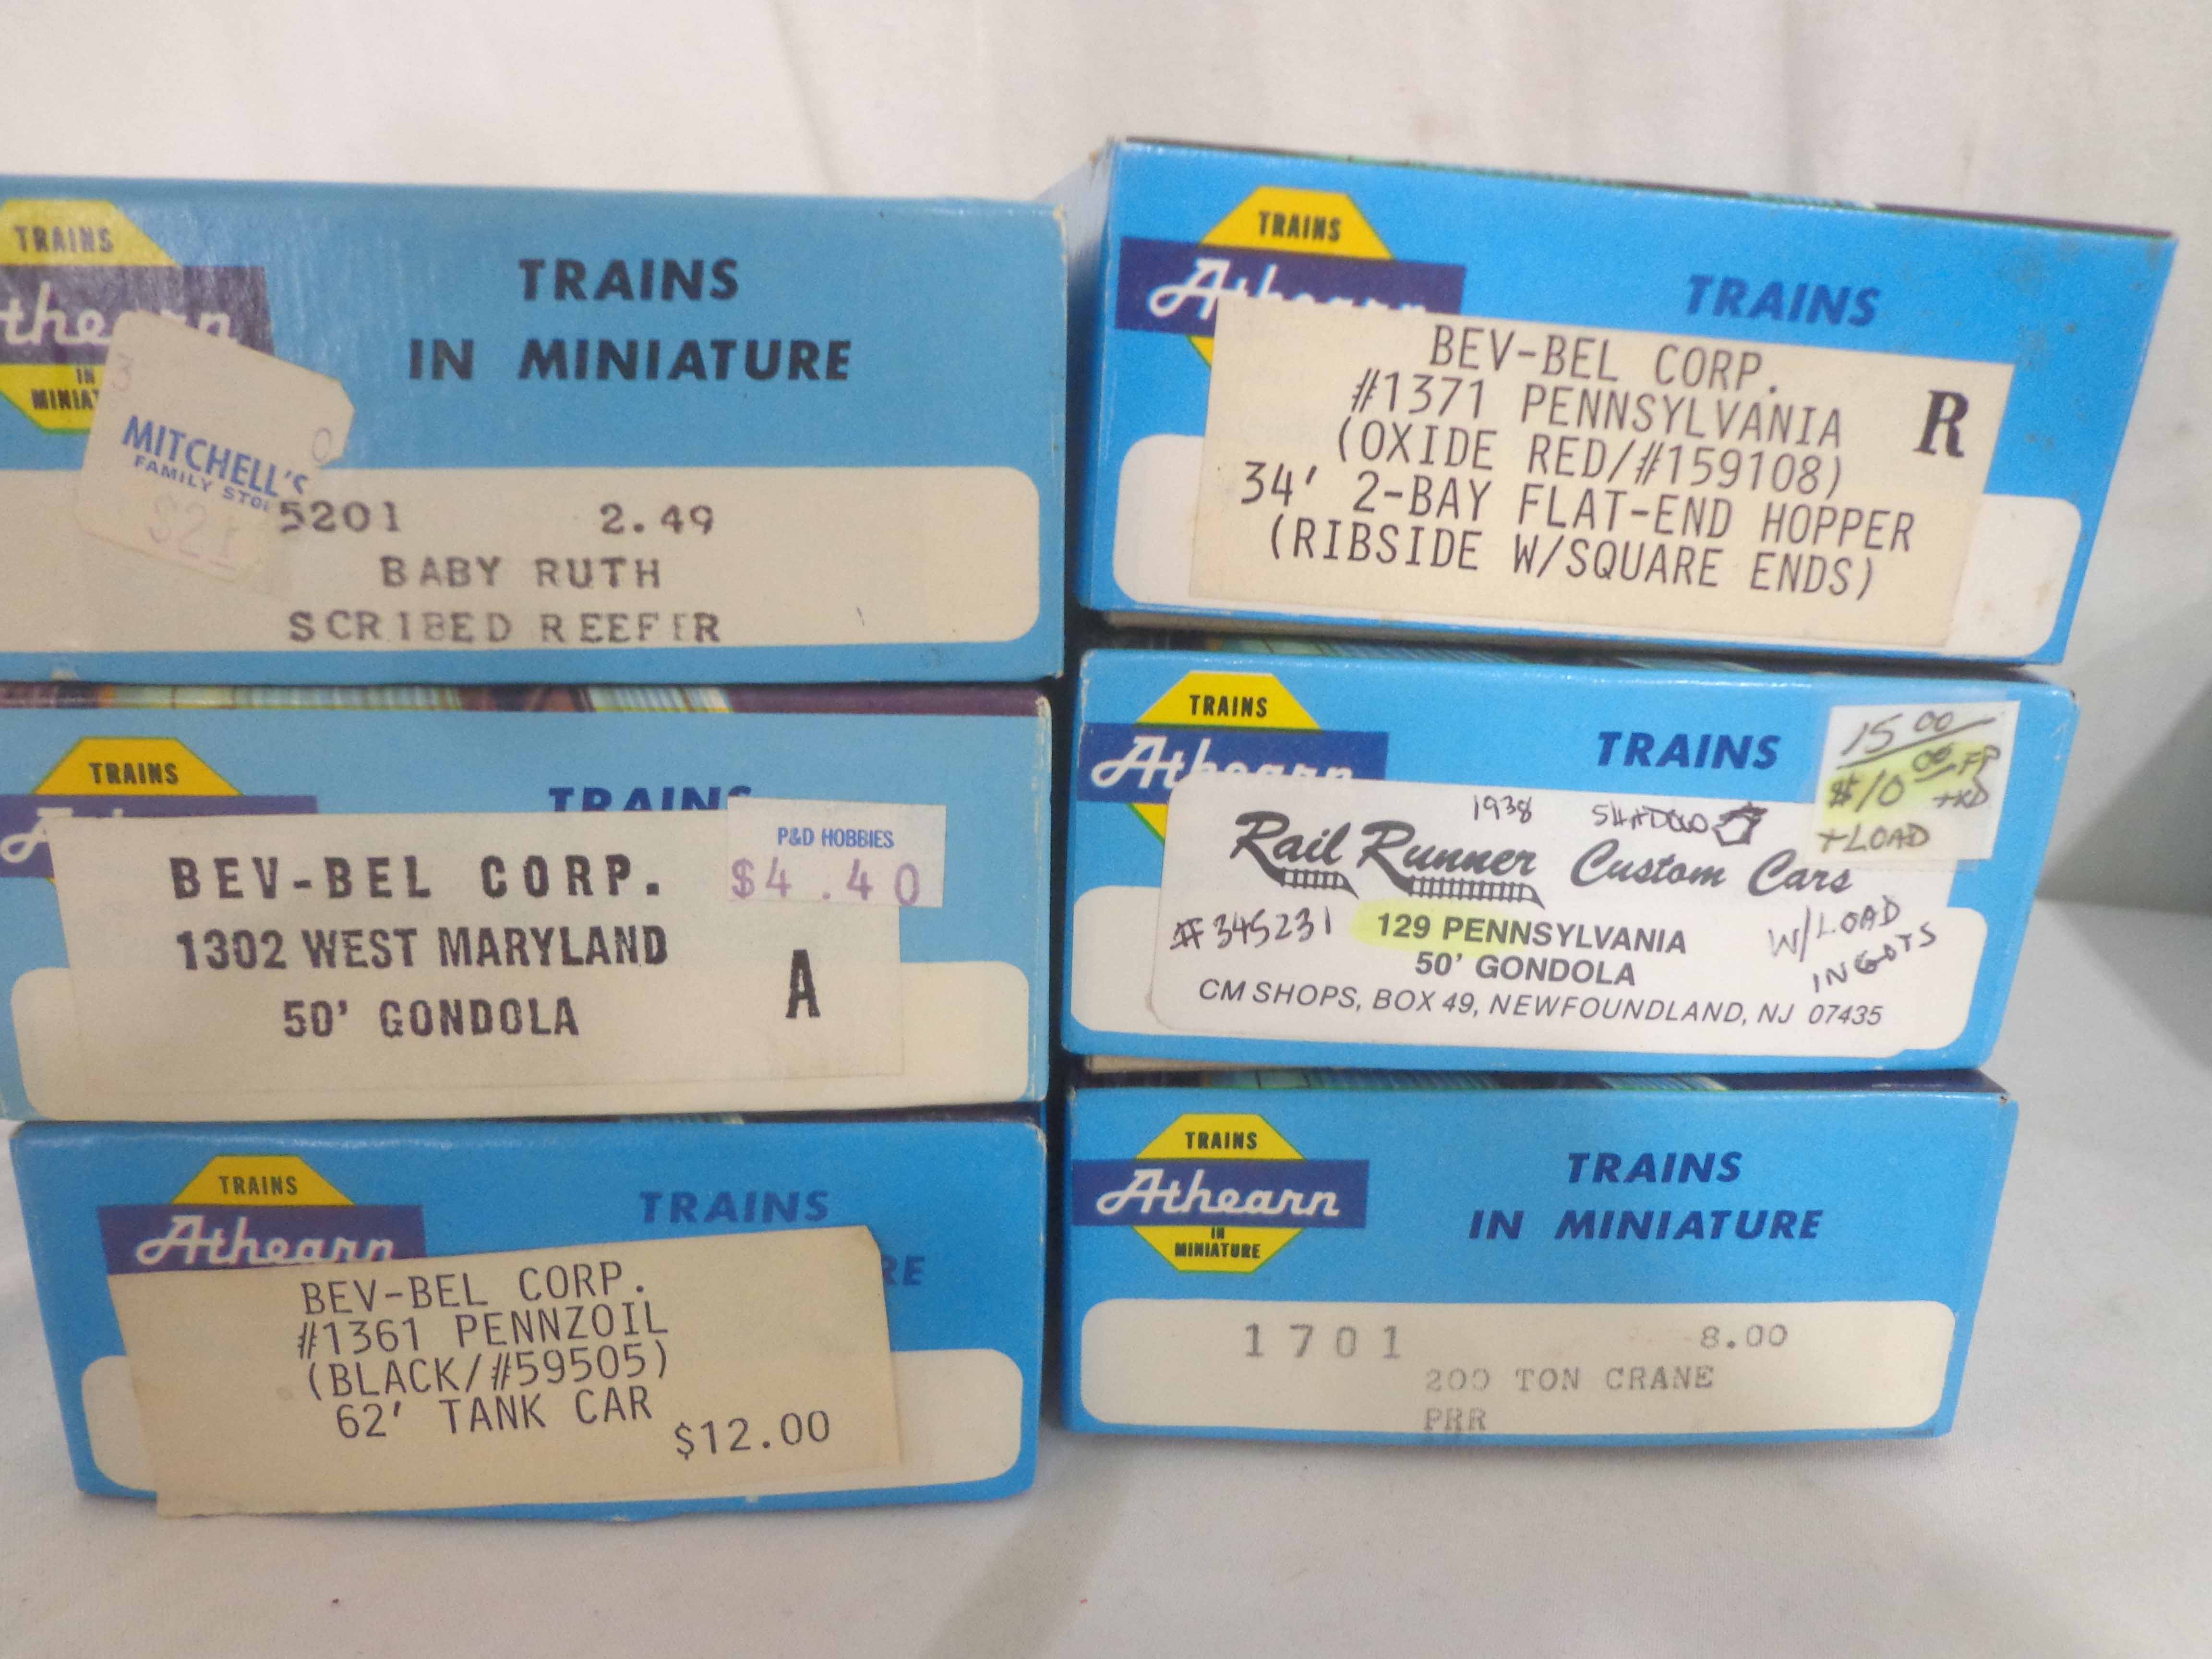 TRAINS
IN MINIATURE
MITCHELL'S
5201 2.49
BABY RUTH
SCRIBED REEFER
TRAINS
TRAINS
P&D HOBBIES
$4.40
BEV-BEL CORP.
1302 WEST MARYLAND
50' GONDOLA
A
TRAINS
Athearn
TRAINS
BEV-BEL CORP.
#1361 PENNZOIL
(BLACK/#59505)
62' TANK CAR
$12.00
TRAINS
Athearn
TRAINS
BEV-BEL CORP.
#1371 PENNSYLVANIA
(OXIDE RED/#159108)
34' 2-BAY FLAT-END HOPPER
(RIBSIDE W/SQUARE ENDS)
R
TRAINS
Athearn
TRAINS
15 00
$10 00
+ LOAD
1938 SHADOW
Rail Runner Custom Cars
#345231
129 PENNSYLVANIA
50' GONDOLA
W/LOAD
INGOTS
CM SHOPS, BOX 49, NEWFOUNDLAND, NJ 07435
TRAINS
Athearn
IN
MINIATURE
TRAINS
IN MINIATURE
1701 8.00
200 TON CRANE
PRR